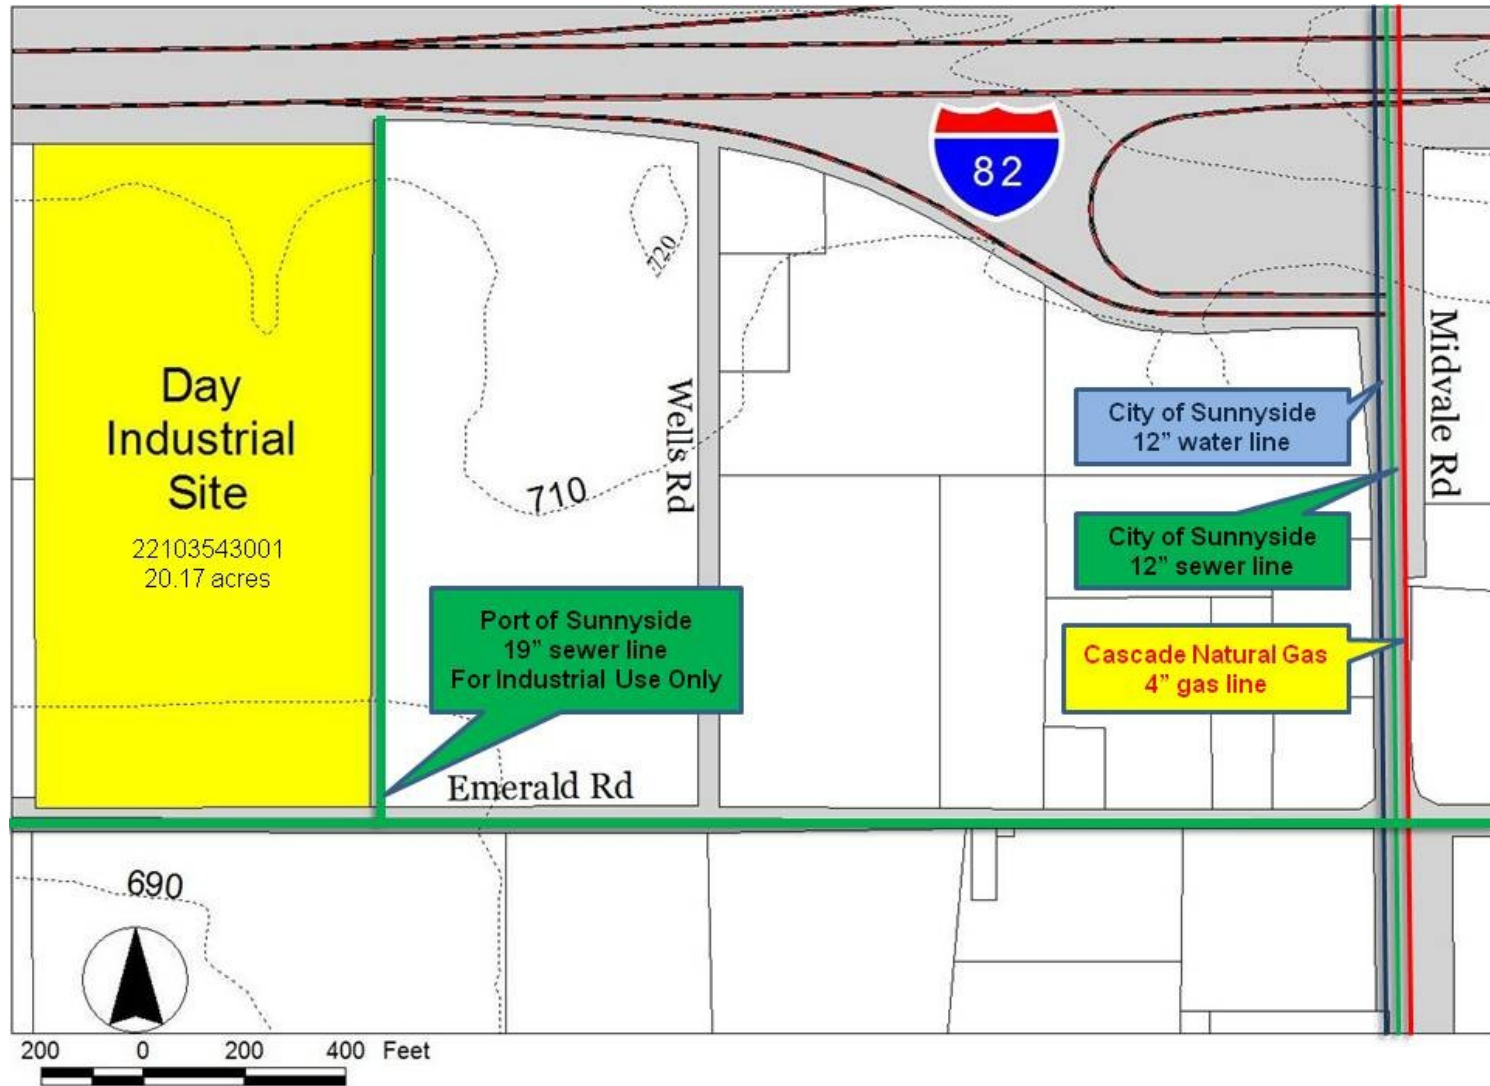 82
720
Day
Industrial
Site
22103543001
20.17 acres
710
Wells Rd
Midvale Rd
City of Sunnyside
12” water line
City of Sunnyside
12” sewer line
Port of Sunnyside
19” sewer line
For Industrial Use Only
Cascade Natural Gas
4” gas line
Emerald Rd
690
200 0 200 400 Feet